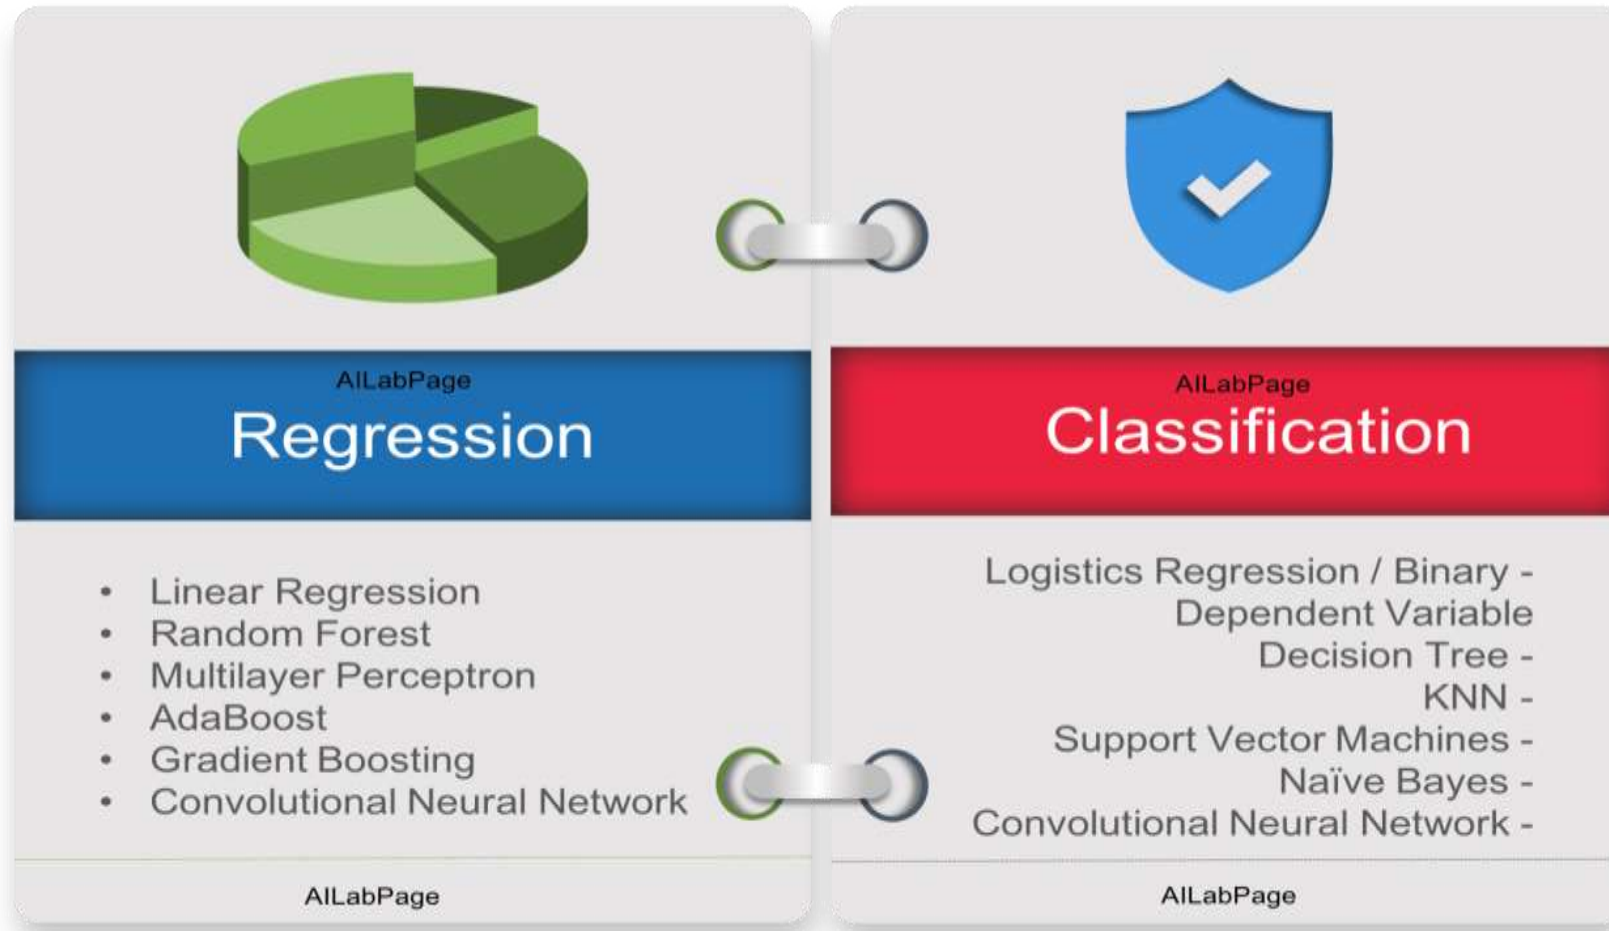 AILabPage
Regression
• Linear Regression
• Random Forest
• Multilayer Perceptron
• AdaBoost
• Gradient Boosting
• Convolutional Neural Network
AILabPage
AILabPage
Classification
Logistics Regression / Binary -
Dependent Variable
Decision Tree -
KNN -
Support Vector Machines -
Naïve Bayes -
Convolutional Neural Network -
AILabPage